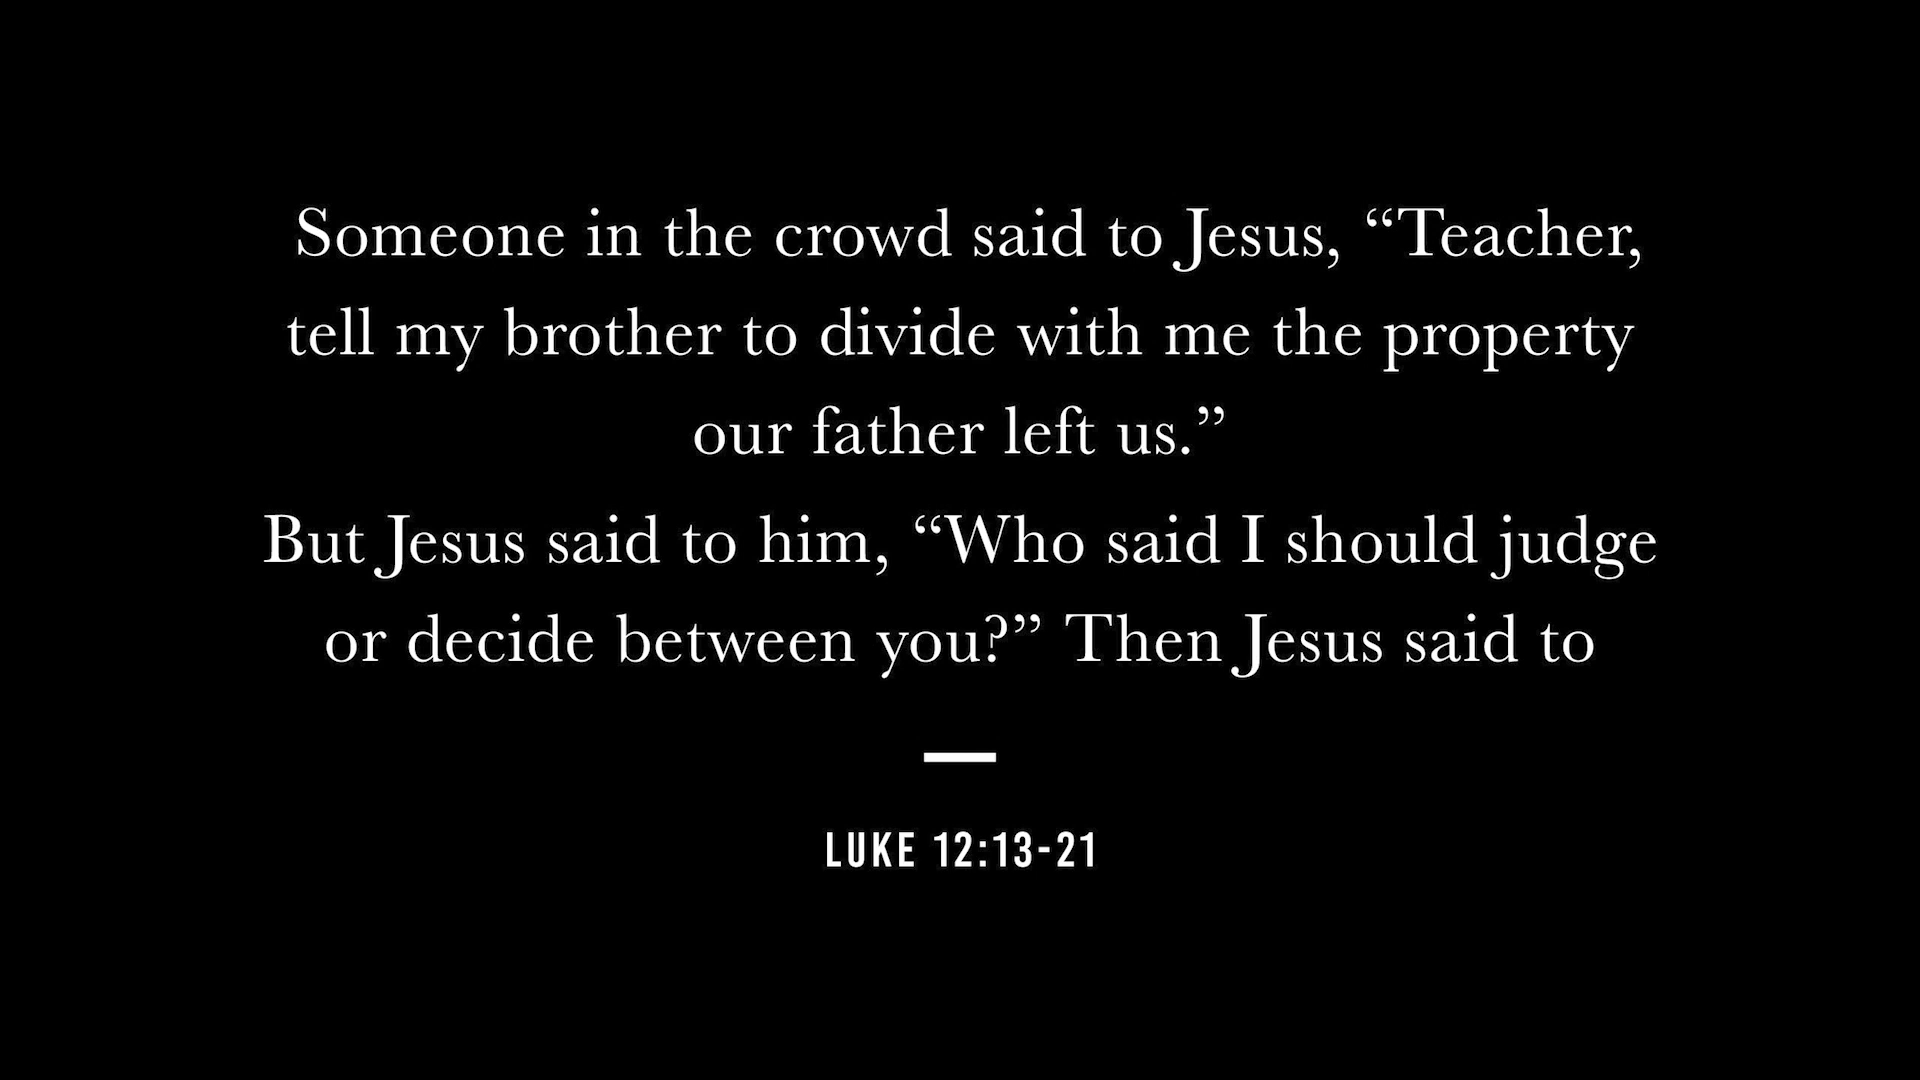 Someone in the crowd said to Jesus, “Teacher,
tell my brother to divide with me the property
our father left us.”
But Jesus said to him, “Who said I should judge
or decide between you?” Then Jesus said to
LUKE 12:13-21